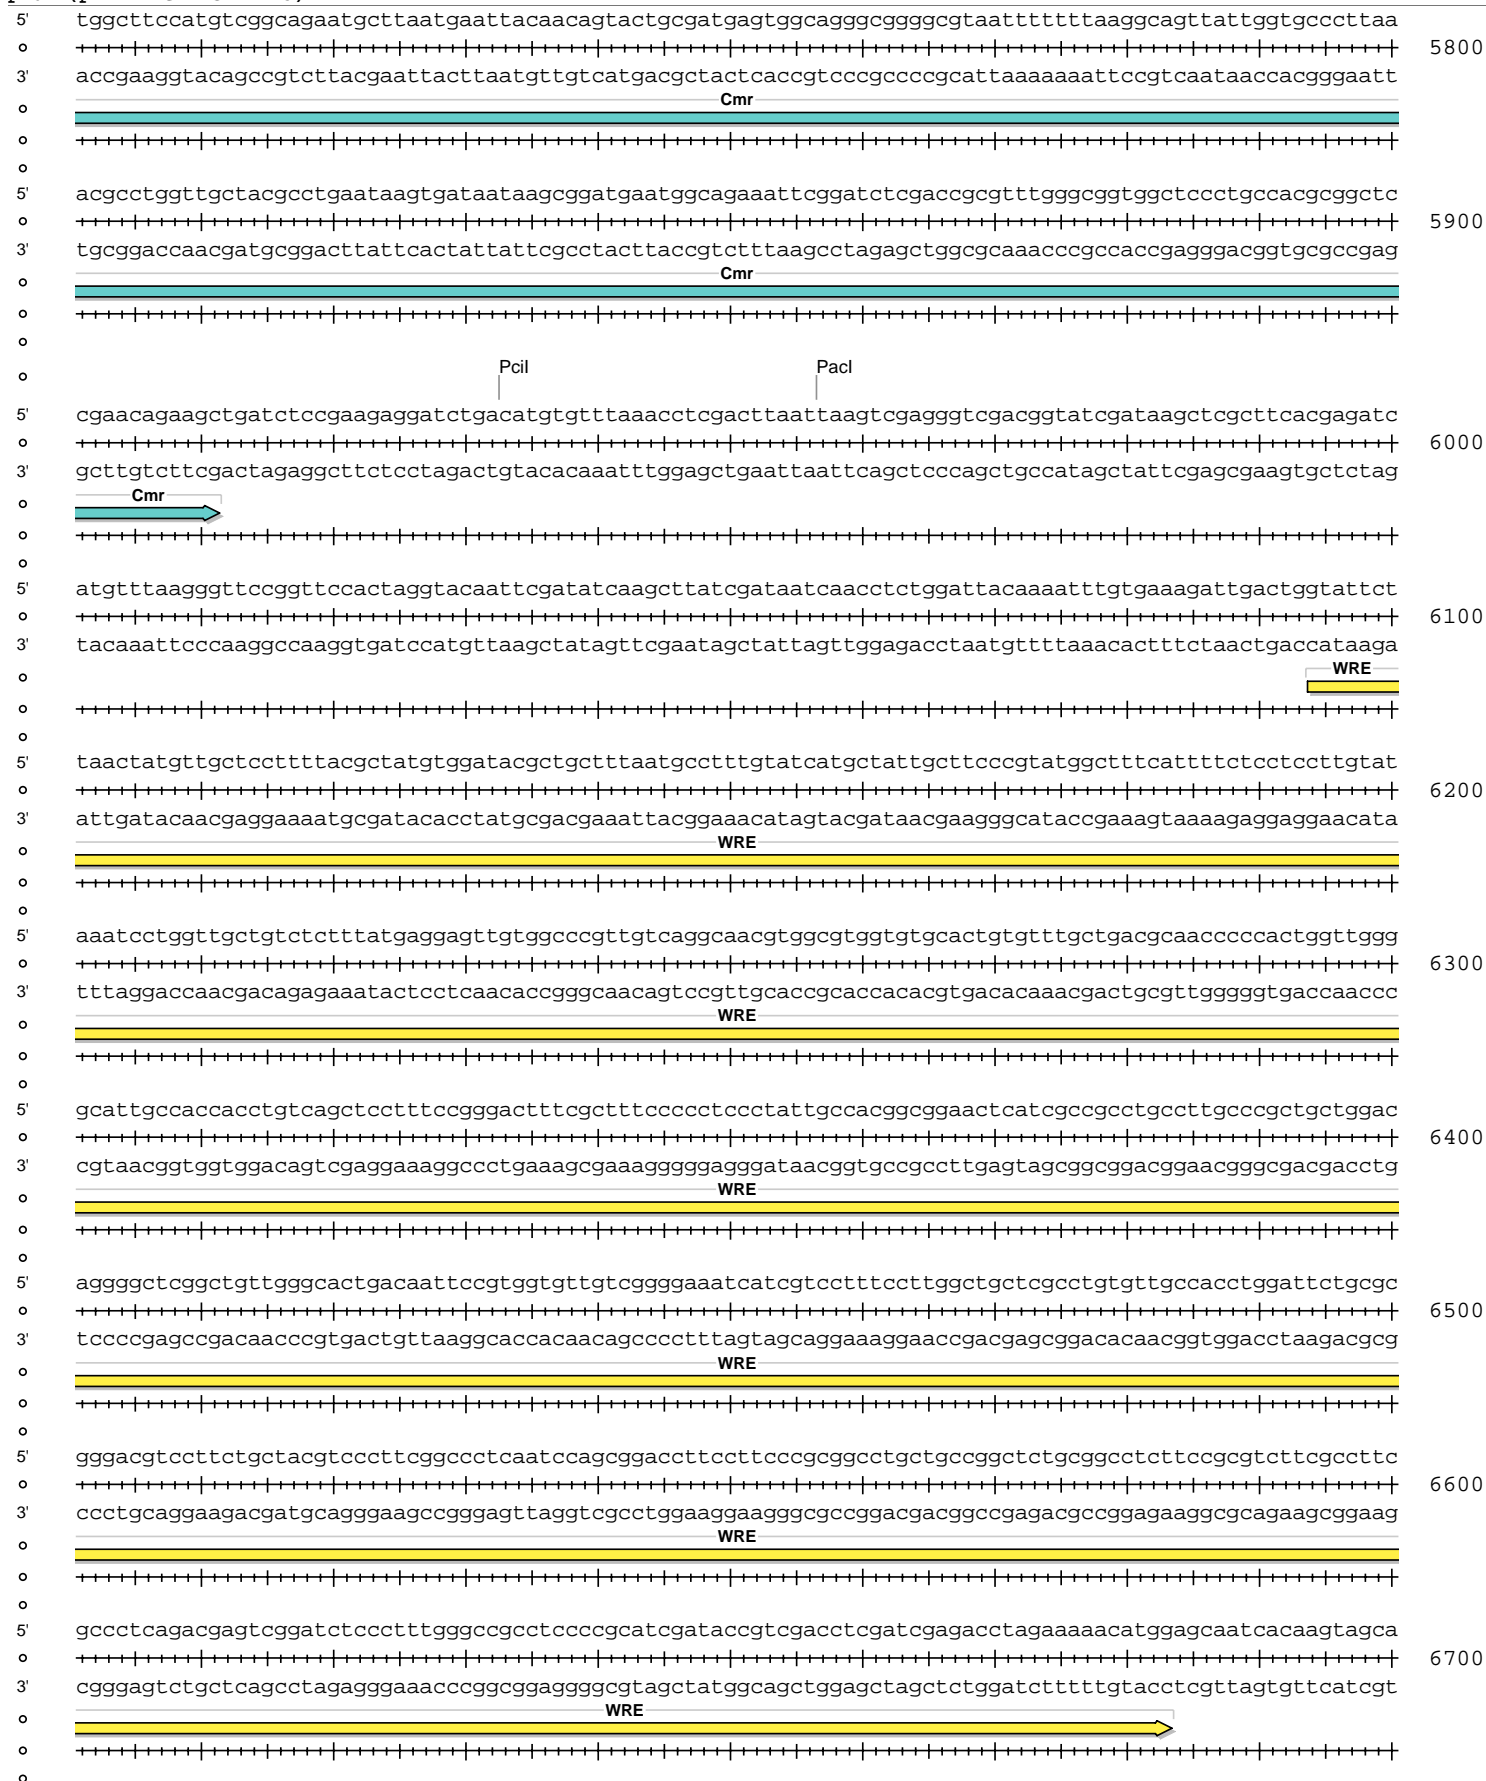 5' tggcttccatgtcggcagaatgcttaatgaattacaacagtactgcgatgagtggcagggcggggcgtaatttttttaaggcagttattggtgcccttaa
5800
3' accgaaggtacagccgtcttacgaattacttaatgttgtcatgacgctactcaccgtcccgccccgcattaaaaaaattccgtcaataaccacgggaatt
Cmr
5' acgcctggttgctacgcctgaataagtgataataagcggatgaatggcagaaattcggatctcgaccgcgtttgggcggtggctccctgccacgcggctc
5900
3' tgcggaccaacgatgcggacttattcactattattcgcctacttaccgtctttaagcctagagctggcgcaaacccgccaccgagggacggtgcgccgag
Cmr
PciI PacI
5' cgaacagaagctgatctccgaagaggatctgacatgtgtttaaacctcgacttaattaagtcgagggtcgacggtatcgataagctcgcttcacgagatc
6000
3' gcttgtcttcgactagaggcttctcctagactgtacacaaatttggagctgaattaattcagctcccagctgccatagctattcgagcgaagtgctctag
Cmr
5' atgtttaagggttccggttccactaggtacaattcgatatcaagcttatcgataatcaacctctggattacaaaatttgtgaaagattgactggtattct
6100
3' tacaaattcccaaggccaaggtgatccatgttaagctatagttcgaatagctattagttggagacctaatgttttaaacactttctaactgaccataaga
WRE
5' taactatgttgctccttttacgctatgtggatacgctgctttaatgcctttgtatcatgctattgcttcccgtatggctttcattttctcctccttgtat
6200
3' attgatacaacgaggaaaatgcgatacacctatgcgacgaaattacggaaacatagtacgataacgaagggcataccgaaagtaaaagaggaggaacata
WRE
5' aaatcctggttgctgtctctttatgaggagttgtggcccgttgtcaggcaacgtggcgtggtgtgcactgtgtttgctgacgcaacccccactggttggg
6300
3' tttaggaccaacgacagagaaatactcctcaacaccgggcaacagtccgttgcaccgcaccacacgtgacacaaacgactgcgttgggggtgaccaaccc
WRE
5' gcattgccaccacctgtcagctcctttccgggactttcgctttccccctccctattgccacggcggaactcatcgccgcctgccttgcccgctgctggac
6400
3' cgtaacggtggtggacagtcgaggaaaggccctgaaagcgaaagggggagggataacggtgccgccttgagtagcggcggacggaacgggcgacgacctg
WRE
5' aggggctcggctgttgggcactgacaattccgtggtgttgtcggggaaatcatcgtcctttccttggctgctcgcctgtgttgccacctggattctgcgc
6500
3' tccccgagccgacaacccgtgactgttaaggcaccacaacagcccctttagtagcaggaaaggaaccgacgagcggacacaacggtggacctaagacgcg
WRE
5' gggacgtccttctgctacgtcccttcggccctcaatccagcggaccttccttcccgcggcctgctgccggctctgcggcctcttccgcgtcttcgccttc
6600
3' ccctgcaggaagacgatgcagggaagccgggagttaggtcgcctggaaggaagggcgccggacgacggccgagacgccggagaaggcgcagaagcggaag
WRE
5' gccctcagacgagtcggatctccctttgggccgcctccccgcatcgataccgtcgacctcgatcgagacctagaaaaacatggagcaatcacaagtagca
6700
3' cgggagtctgctcagcctagagggaaacccggcggaggggcgtagctatggcagctggagctagctctggatctttttgtacctcgttagtgttcatcgt
WRE